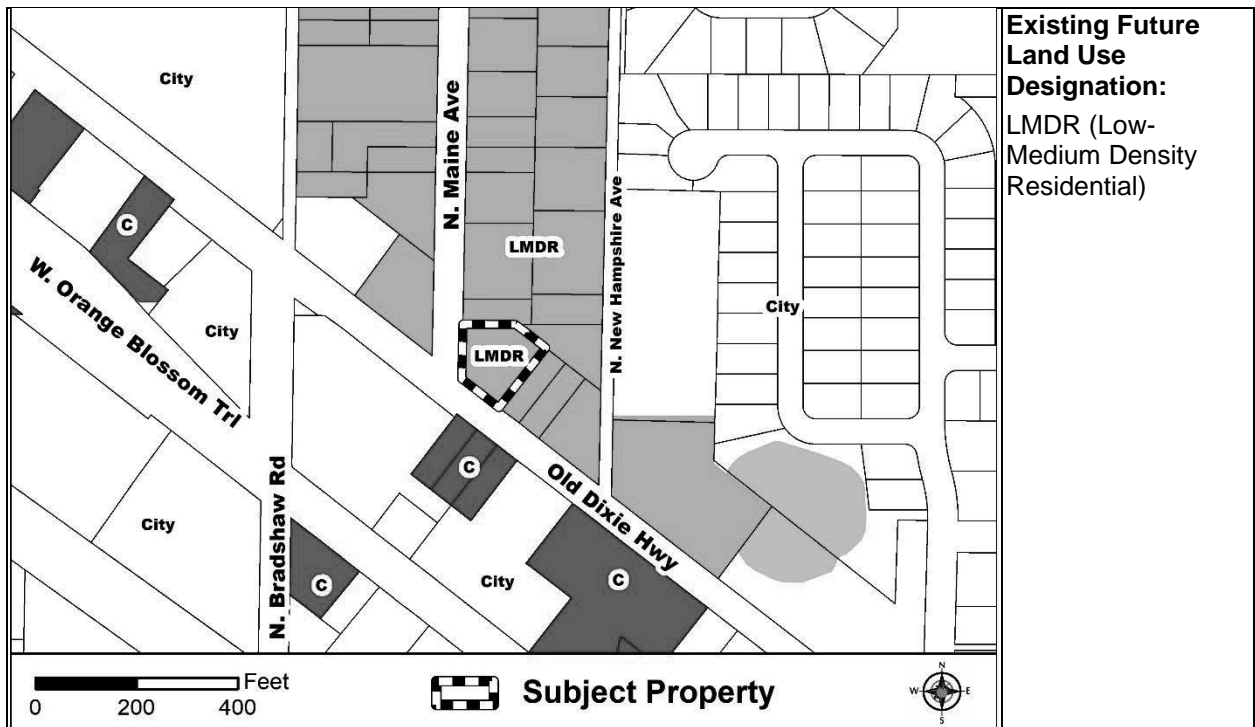 Existing Future
Land Use
Designation:
LMDR (Low-
Medium Density
Residential)
City
N. Maine Ave
N. New Hampshire Ave
C
LMDR
W. Orange Blossom Trl
City
City
LMDR
C
Old Dixie Hwy
N. Bradshaw Rd
City
C
City
C
0 200 400 Feet
Subject Property
N
W E
S